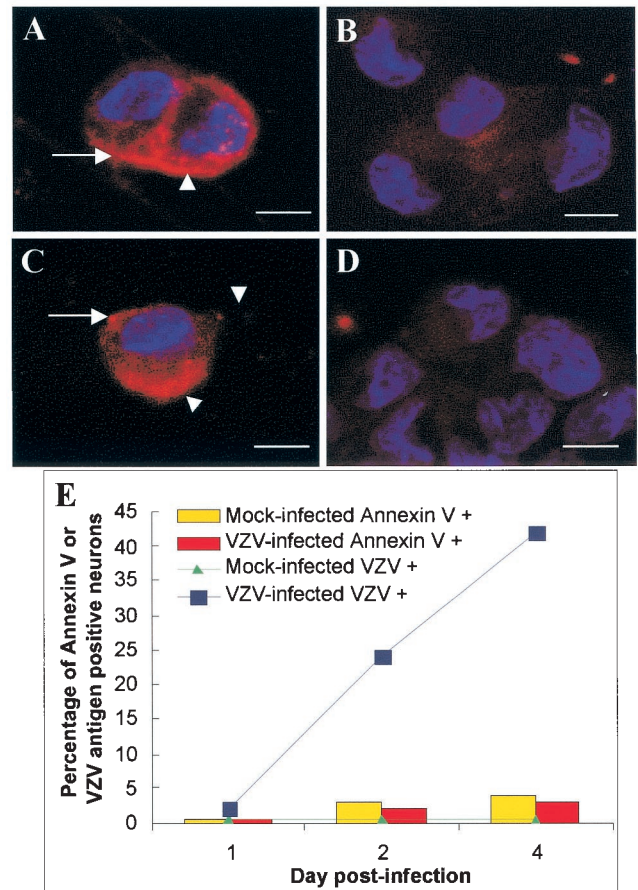 A
B
C
D
E
Percentage of Annexin V or
VZV antigen positive neurons
45
40
35
30
25
20
15
10
5
0
Mock-infected Annexin V +
VZV-infected Annexin V +
Mock-infected VZV +
VZV-infected VZV +
1
2
4
Day post-infection